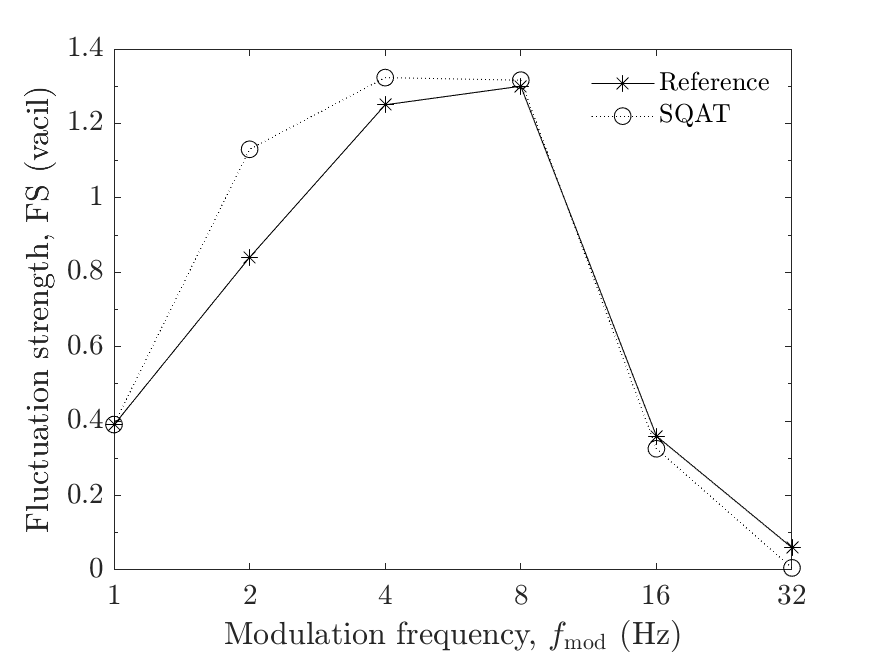 1.4
1.2
1
0.8
0.6
0.4
0.2
0
Fluctuation strength, FS (vacil)
Reference
SQAT
1 2 4 8 16 32
Modulation frequency, f_mod (Hz)